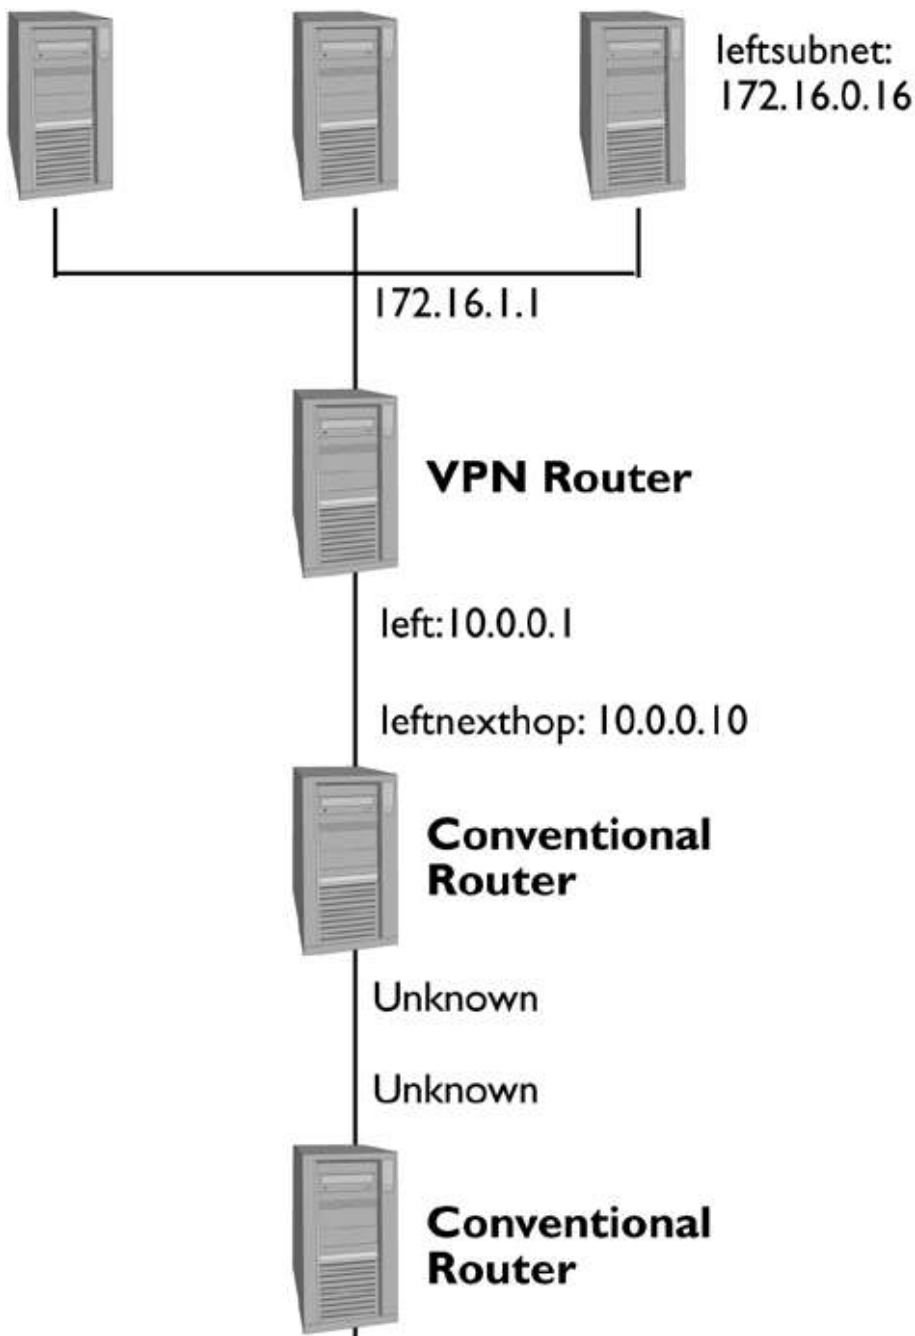 leftsubnet:
172.16.0.16
172.16.1.1
VPN Router
left:10.0.0.1
leftnexthop: 10.0.0.10
Conventional
Router
Unknown
Unknown
Conventional
Router